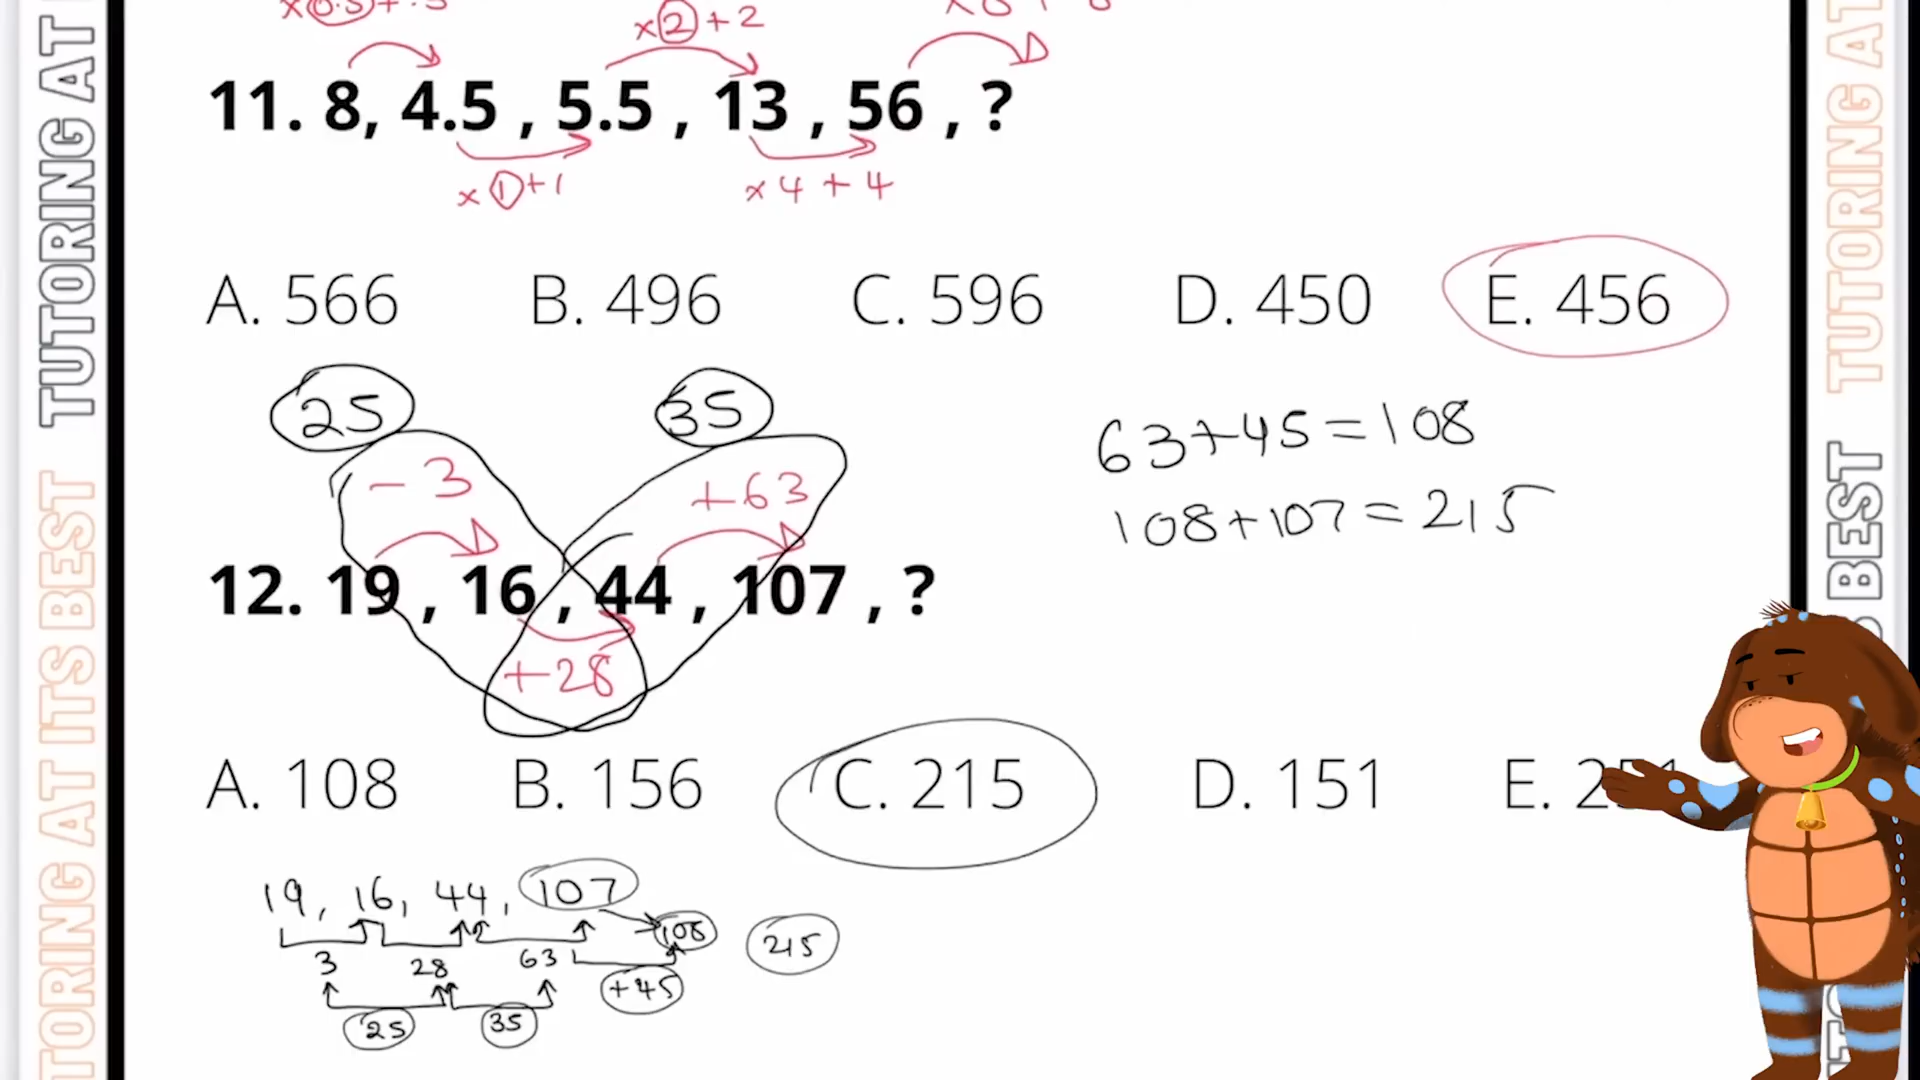 ×0.5+.5
×2+2
11. 8, 4.5 , 5.5 , 13 , 56 , ?
×1+1
×4+4
A. 566 B. 496 C. 596 D. 450 E. 456
25
35
63+45=108
-3
+63
108+107=215
12. 19 , 16 , 44 , 107 , ?
+28
A. 108 B. 156 C. 215 D. 151
19, 16, 44, 107
108
215
3
28
63
+45
25
35
TUTORING AT
TUTORING AT ITS BEST
TUTORING AT
BEST